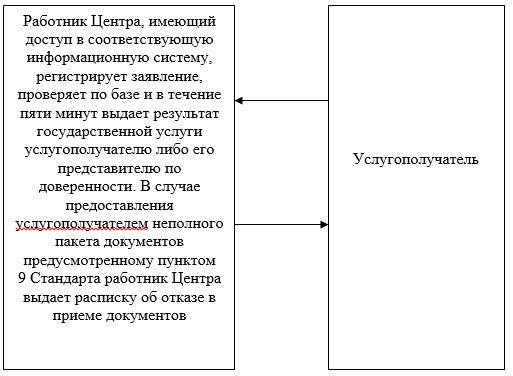 Работник Центра, имеющий
доступ в соответствующую
информационную систему,
регистрирует заявление,
проверяет по базе и в течение
пяти минут выдает результат
государственной услуги
услугополучателю либо его
представителю по
доверенности. В случае
предоставления
услугополучателем неполного
пакета документов
предусмотренному пунктом
9 Стандарта работник Центра
выдает расписку об отказе в
приеме документов
Услугополучатель